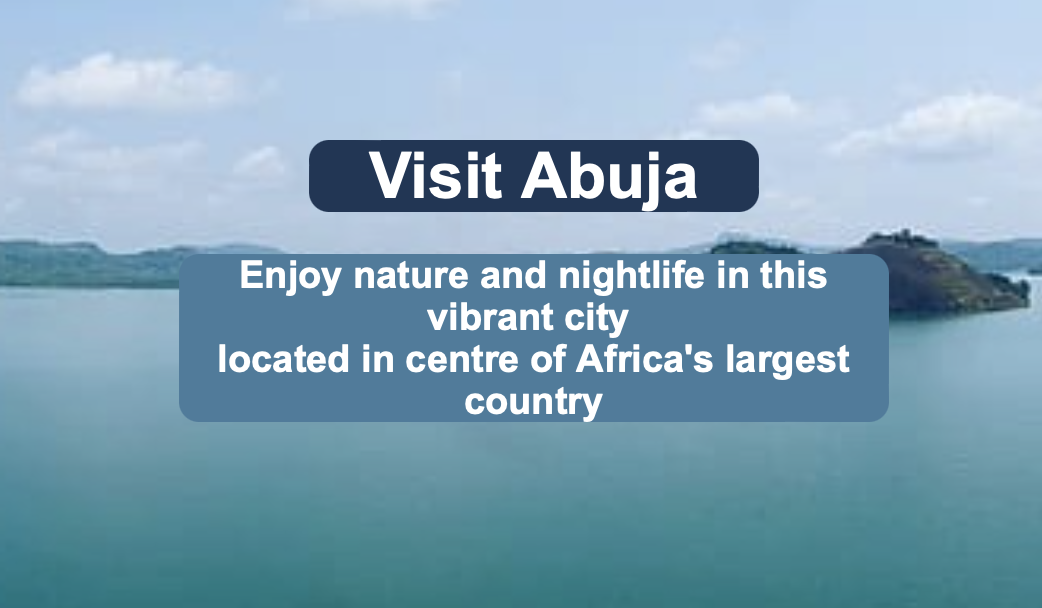 Visit Abuja
Enjoy nature and nightlife in this
vibrant city
located in centre of Africa's largest
country